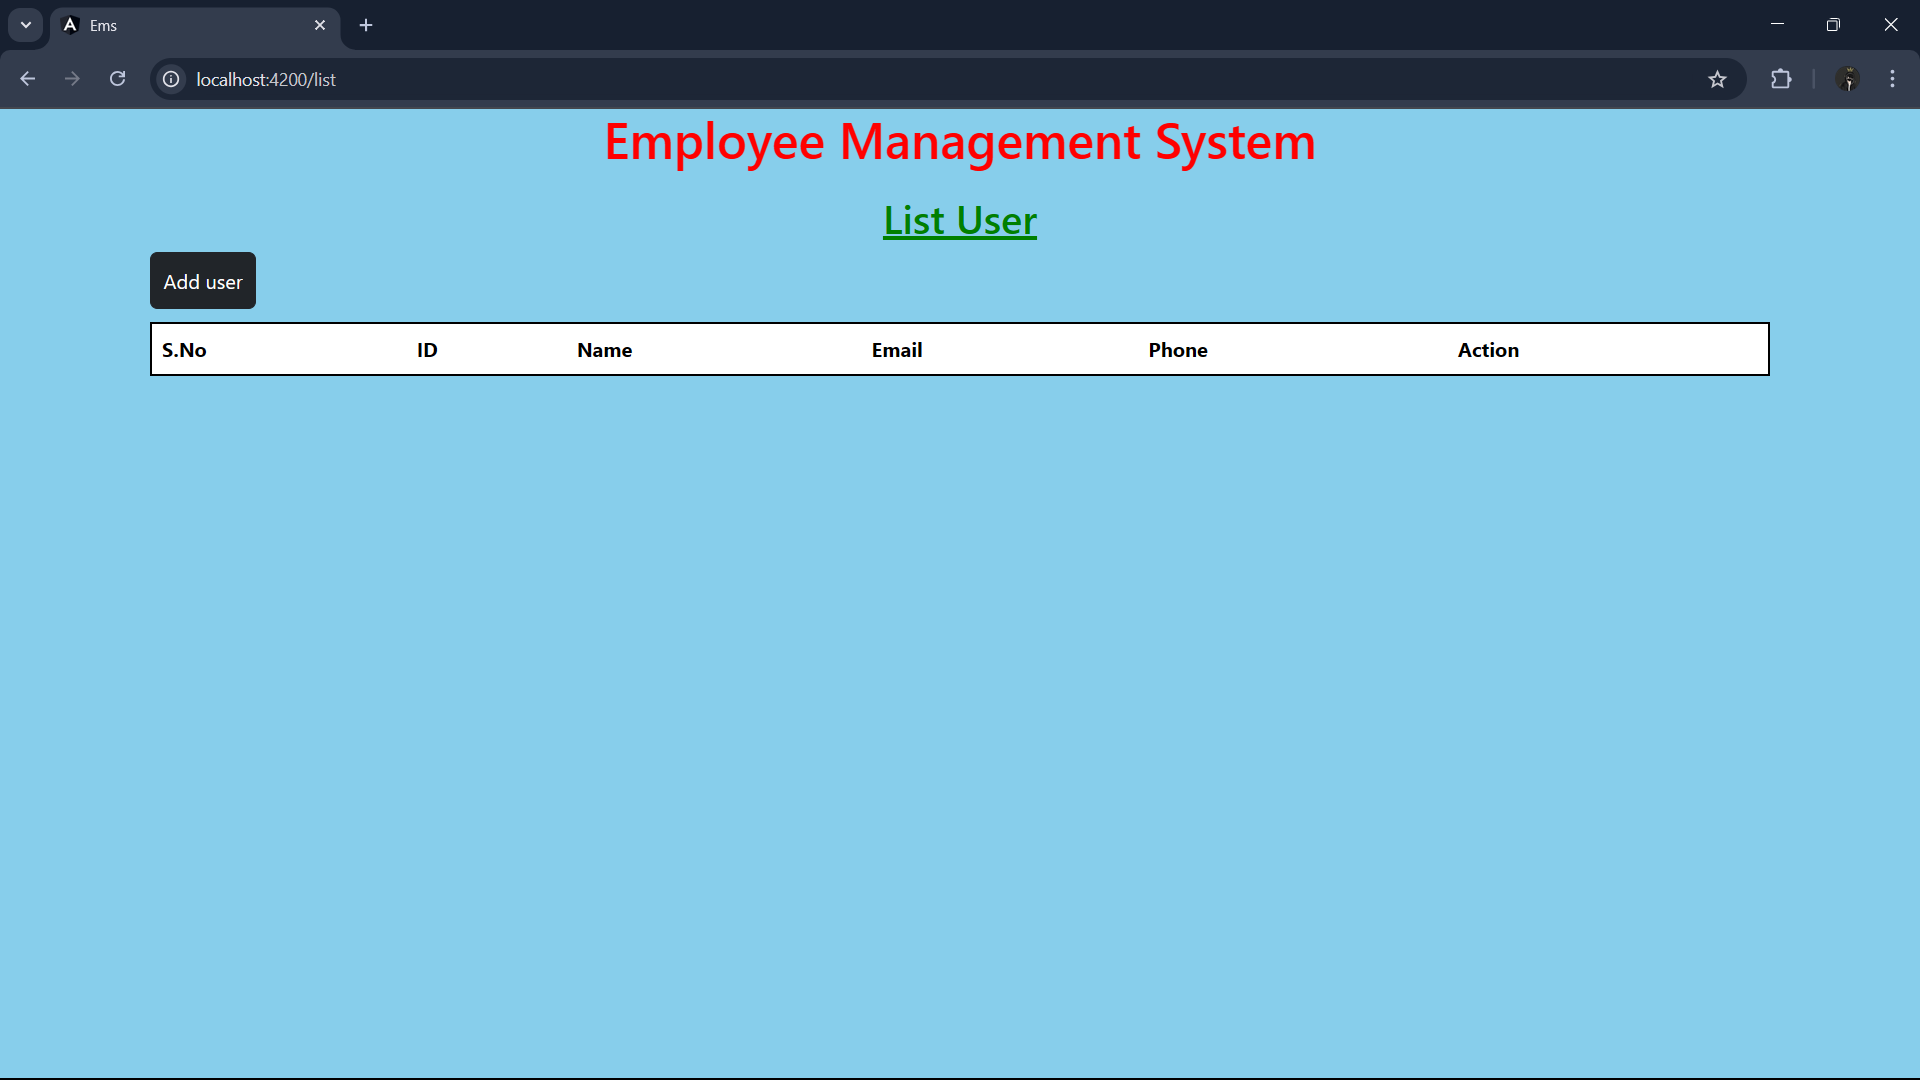 Ems
localhost:4200/list
Employee Management System
List User
Add user
S.No ID Name Email Phone Action